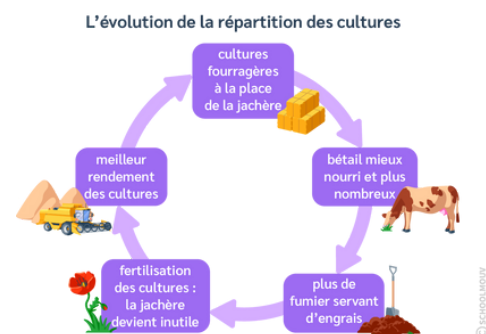 L'évolution de la répartition des cultures
cultures
fourragères
à la place
de la jachère
bétail mieux
nourri et plus
nombreux
plus de
fumier servant
d'engrais
fertilisation
des cultures :
la jachère
devient inutile
meilleur
rendement
des cultures
© SCHOOLMOUV